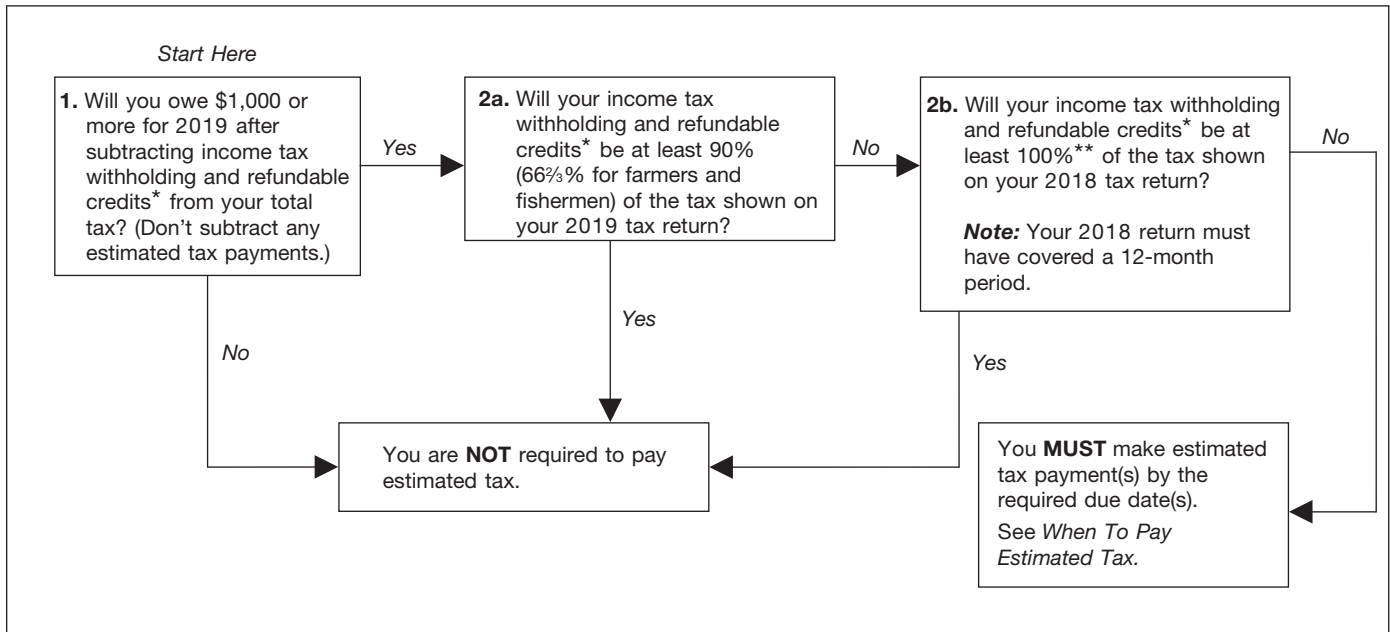 Start Here
1. Will you owe $1,000 or
more for 2019 after
subtracting income tax
withholding and refundable
credits* from your total
tax? (Don't subtract any
estimated tax payments.)
Yes
No
2a. Will your income tax
withholding and refundable
credits* be at least 90%
(66⅔% for farmers and
fishermen) of the tax shown on
your 2019 tax return?
No
Yes
2b. Will your income tax withholding
and refundable credits* be at
least 100%** of the tax shown
on your 2018 tax return?
Note: Your 2018 return must
have covered a 12-month
period.
No
Yes
You are NOT required to pay
estimated tax.
You MUST make estimated
tax payment(s) by the
required due date(s).
See When To Pay
Estimated Tax.